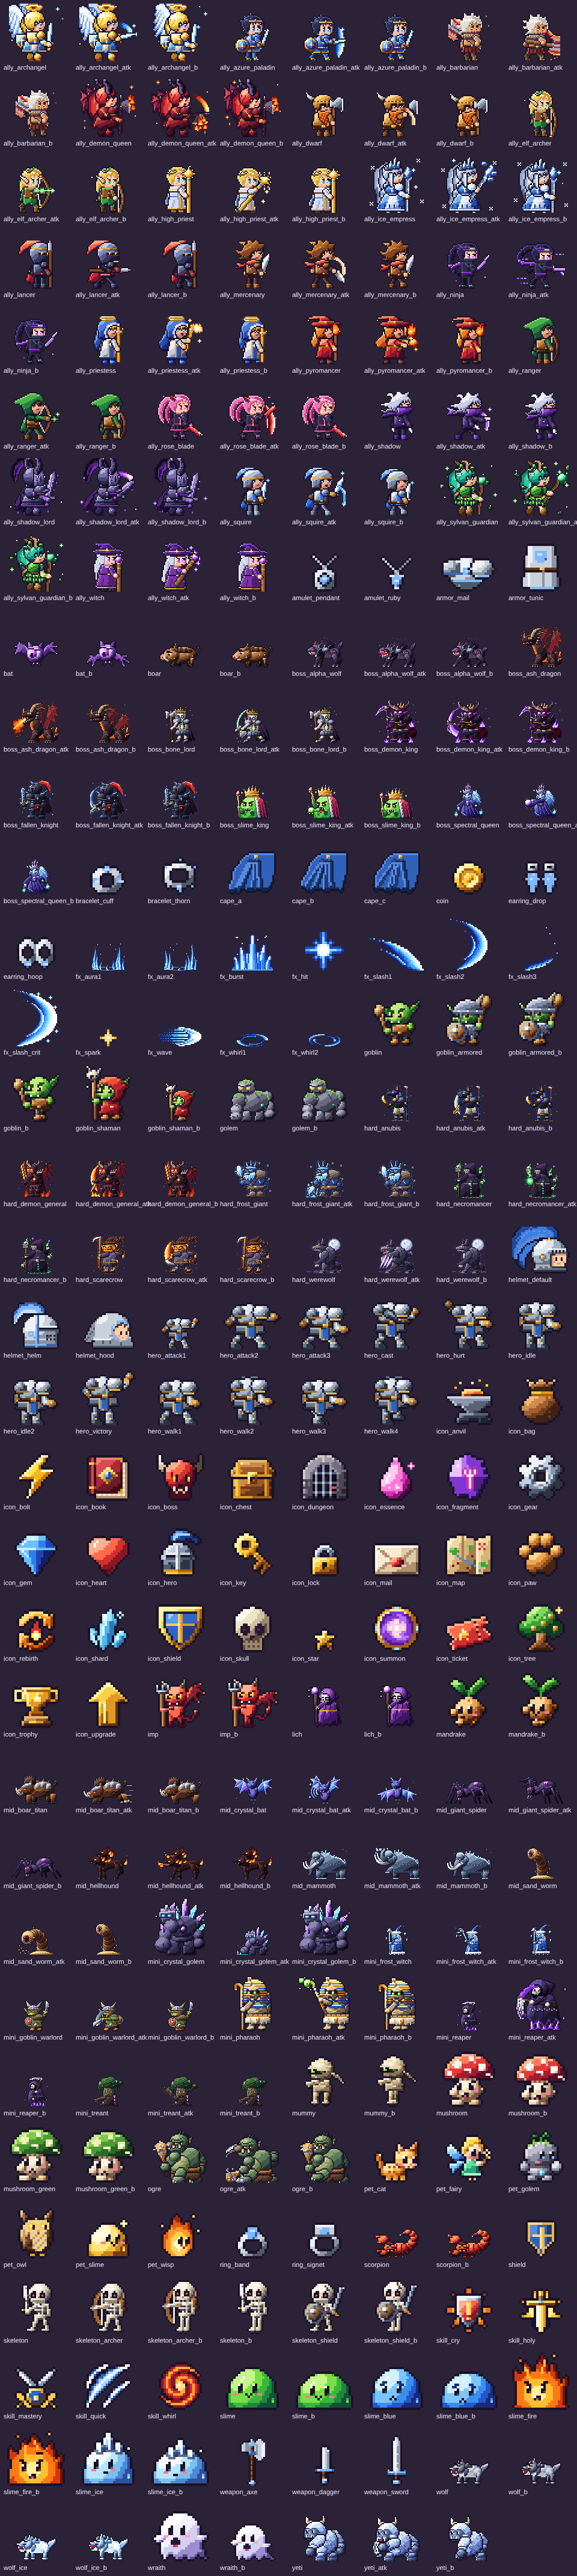 ally_archangel ally_archangel_atk ally_archangel_b ally_azure_paladin ally_azure_paladin_atk ally_azure_paladin_b ally_barbarian ally_barbarian_atk
ally_barbarian_b ally_demon_queen ally_demon_queen_atk ally_demon_queen_b ally_dwarf ally_dwarf_atk ally_dwarf_b ally_elf_archer
ally_elf_archer_atk ally_elf_archer_b ally_high_priest ally_high_priest_atk ally_high_priest_b ally_ice_empress ally_ice_empress_atk ally_ice_empress_b
ally_lancer ally_lancer_atk ally_lancer_b ally_mercenary ally_mercenary_atk ally_mercenary_b ally_ninja ally_ninja_atk
ally_ninja_b ally_priestess ally_priestess_atk ally_priestess_b ally_pyromancer ally_pyromancer_atk ally_pyromancer_b ally_ranger
ally_ranger_atk ally_ranger_b ally_rose_blade ally_rose_blade_atk ally_rose_blade_b ally_shadow ally_shadow_atk ally_shadow_b
ally_shadow_lord ally_shadow_lord_atk ally_shadow_lord_b ally_squire ally_squire_atk ally_squire_b ally_sylvan_guardian ally_sylvan_guardian_a
ally_sylvan_guardian_b ally_witch ally_witch_atk ally_witch_b amulet_pendant amulet_ruby armor_mail armor_tunic
bat bat_b boar boar_b boss_alpha_wolf boss_alpha_wolf_atk boss_alpha_wolf_b boss_ash_dragon
boss_ash_dragon_atk boss_ash_dragon_b boss_bone_lord boss_bone_lord_atk boss_bone_lord_b boss_demon_king boss_demon_king_atk boss_demon_king_b
boss_fallen_knight boss_fallen_knight_atk boss_fallen_knight_b boss_slime_king boss_slime_king_atk boss_slime_king_b boss_spectral_queen boss_spectral_queen_a
boss_spectral_queen_b bracelet_cuff bracelet_thorn cape_a cape_b cape_c coin earring_drop
earring_hoop fx_aura1 fx_aura2 fx_burst fx_hit fx_slash1 fx_slash2 fx_slash3
fx_slash_crit fx_spark fx_wave fx_whirl1 fx_whirl2 goblin goblin_armored goblin_armored_b
goblin_b goblin_shaman goblin_shaman_b golem golem_b hard_anubis hard_anubis_atk hard_anubis_b
hard_demon_general hard_demon_general_atk hard_demon_general_b hard_frost_giant hard_frost_giant_atk hard_frost_giant_b hard_necromancer hard_necromancer_atk
hard_necromancer_b hard_scarecrow hard_scarecrow_atk hard_scarecrow_b hard_werewolf hard_werewolf_atk hard_werewolf_b helmet_default
helmet_helm helmet_hood hero_attack1 hero_attack2 hero_attack3 hero_cast hero_hurt hero_idle
hero_idle2 hero_victory hero_walk1 hero_walk2 hero_walk3 hero_walk4 icon_anvil icon_bag
icon_bolt icon_book icon_boss icon_chest icon_dungeon icon_essence icon_fragment icon_gear
icon_gem icon_heart icon_hero icon_key icon_lock icon_mail icon_map icon_paw
icon_rebirth icon_shard icon_shield icon_skull icon_star icon_summon icon_ticket icon_tree
icon_trophy icon_upgrade imp imp_b lich lich_b mandrake mandrake_b
mid_boar_titan mid_boar_titan_atk mid_boar_titan_b mid_crystal_bat mid_crystal_bat_atk mid_crystal_bat_b mid_giant_spider mid_giant_spider_atk
mid_giant_spider_b mid_hellhound mid_hellhound_atk mid_hellhound_b mid_mammoth mid_mammoth_atk mid_mammoth_b mid_sand_worm
mid_sand_worm_atk mid_sand_worm_b mini_crystal_golem mini_crystal_golem_atk mini_crystal_golem_b mini_frost_witch mini_frost_witch_atk mini_frost_witch_b
mini_goblin_warlord mini_goblin_warlord_atk mini_goblin_warlord_b mini_pharaoh mini_pharaoh_atk mini_pharaoh_b mini_reaper mini_reaper_atk
mini_reaper_b mini_treant mini_treant_atk mini_treant_b mummy mummy_b mushroom mushroom_b
mushroom_green mushroom_green_b ogre ogre_atk ogre_b pet_cat pet_fairy pet_golem
pet_owl pet_slime pet_wisp ring_band ring_signet scorpion scorpion_b shield
skeleton skeleton_archer skeleton_archer_b skeleton_b skeleton_shield skeleton_shield_b skill_cry skill_holy
skill_mastery skill_quick skill_whirl slime slime_b slime_blue slime_blue_b slime_fire
slime_fire_b slime_ice slime_ice_b weapon_axe weapon_dagger weapon_sword wolf wolf_b
wolf_ice wolf_ice_b wraith wraith_b yeti yeti_atk yeti_b